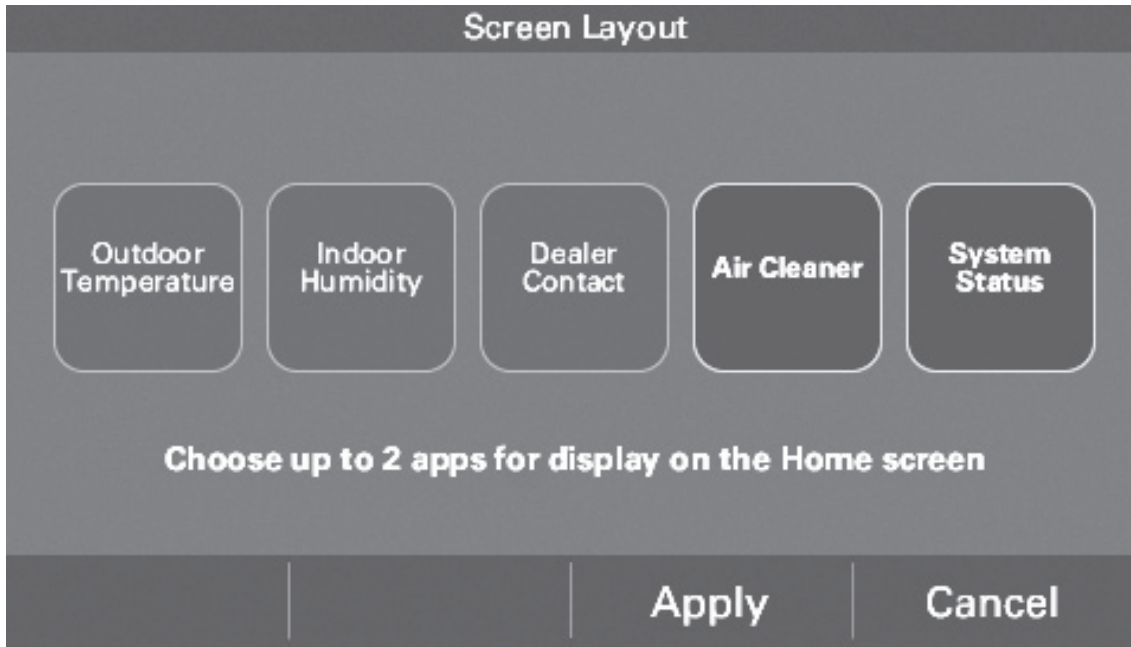 Screen Layout
Outdoor
Temperature
Indoor
Humidity
Dealer
Contact
Air Cleaner
System
Status
Choose up to 2 apps for display on the Home screen
Apply
Cancel